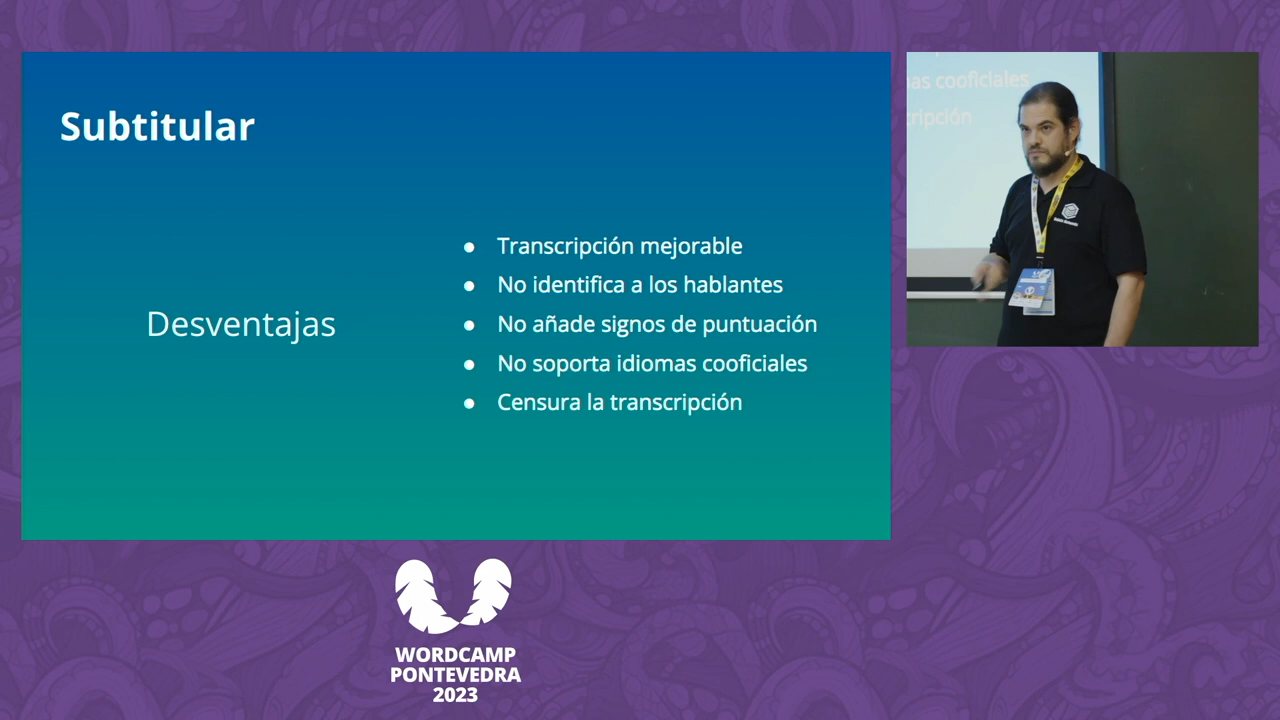 Subtitular
Desventajas
● Transcripción mejorable
● No identifica a los hablantes
● No añade signos de puntuación
● No soporta idiomas cooficiales
● Censura la transcripción
as cooficiales
ripción
WORDCAMP
PONTEVEDRA
2023